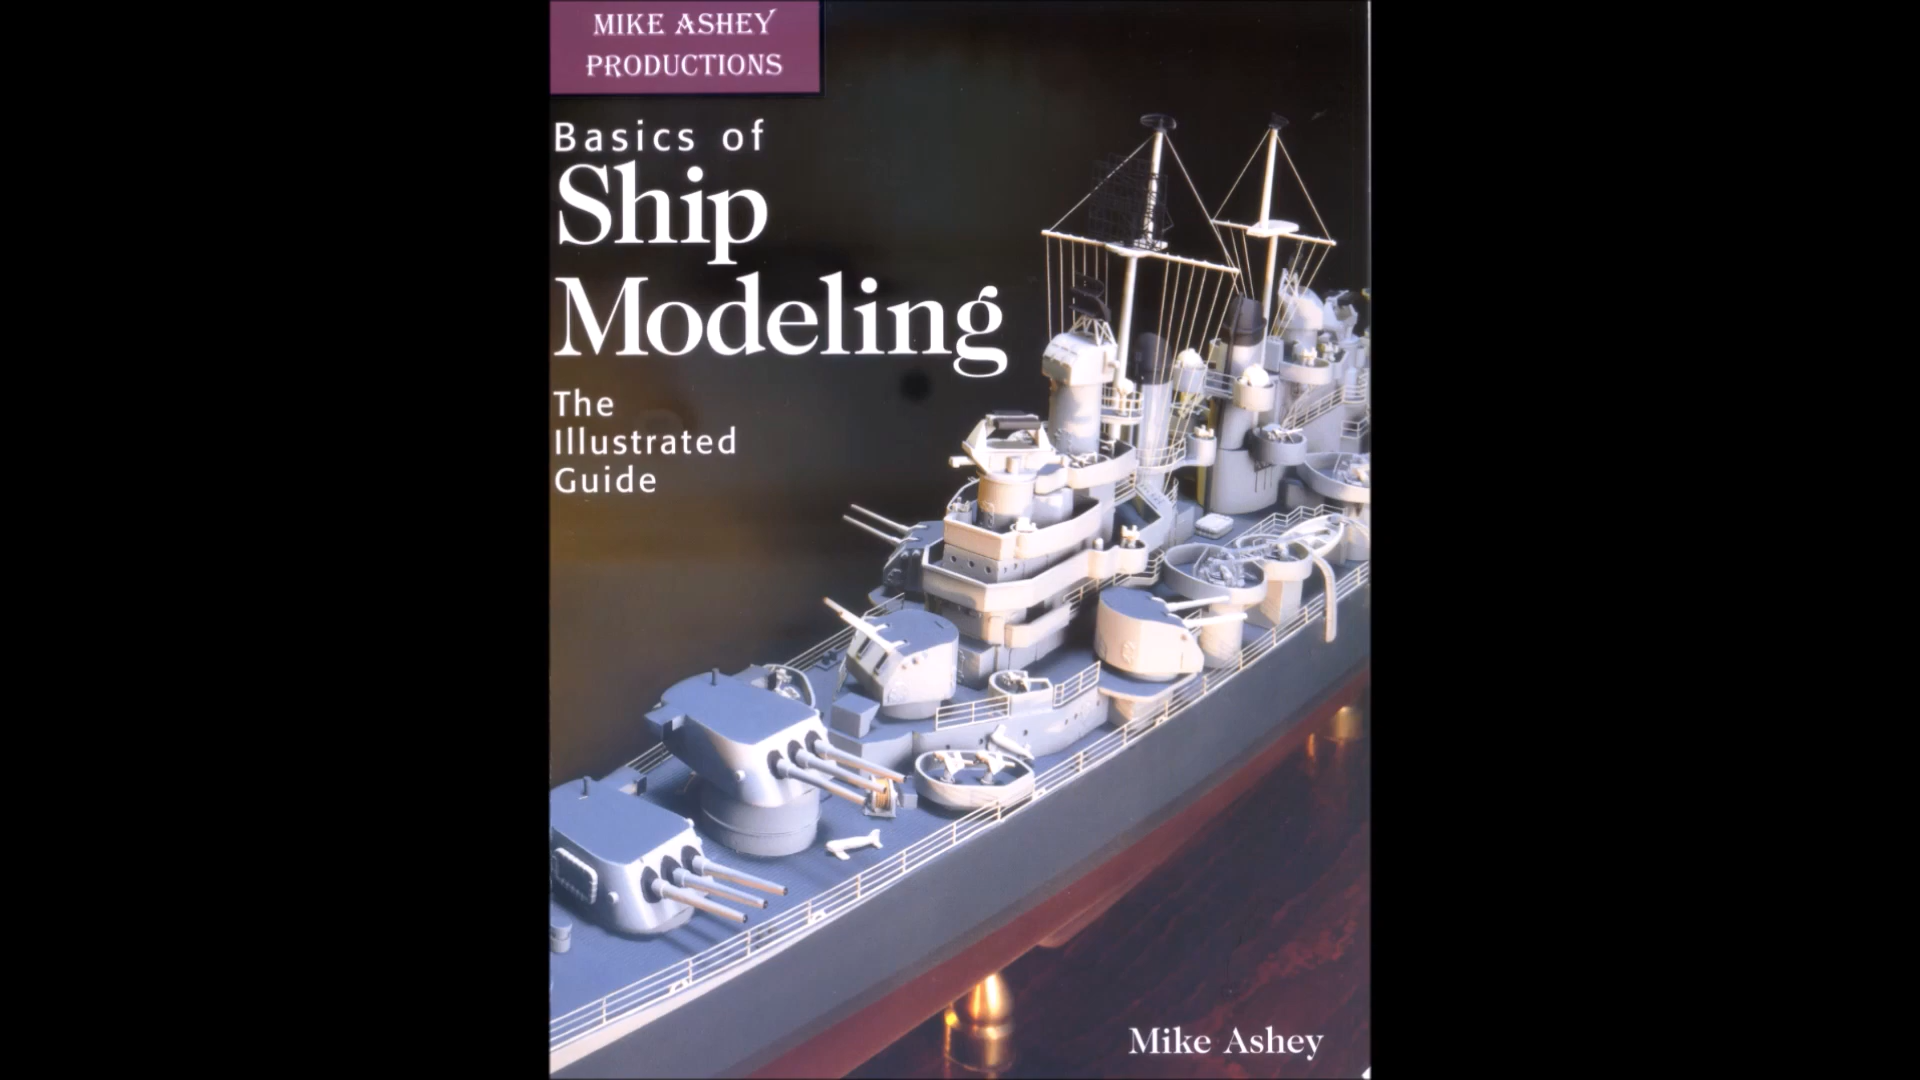 MIKE ASHEY
PRODUCTIONS
Basics of
Ship
Modeling
The
Illustrated
Guide
Mike Ashey